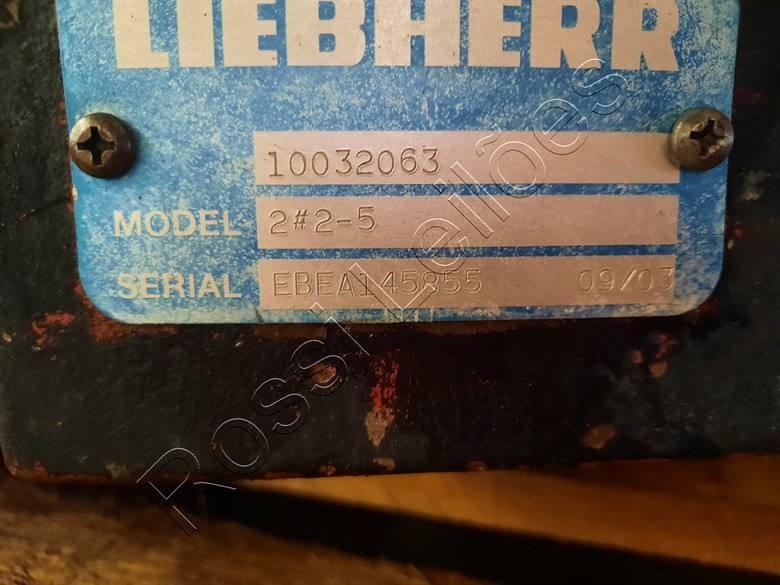 LIEBHERR
10032063
MODEL 2#2-5
SERIAL EBEA145855 09/03
Rossi Leilões